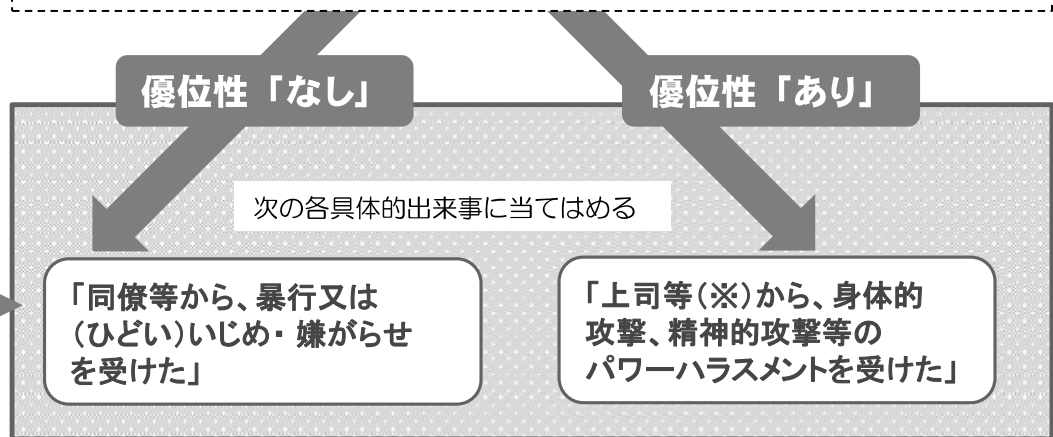 優位性「なし」
優位性「あり」
次の各具体的出来事に当てはめる
「同僚等から、暴行又は
（ひどい）いじめ・嫌がらせ
を受けた」
「上司等（※）から、身体的
攻撃、精神的攻撃等の
パワーハラスメントを受けた」